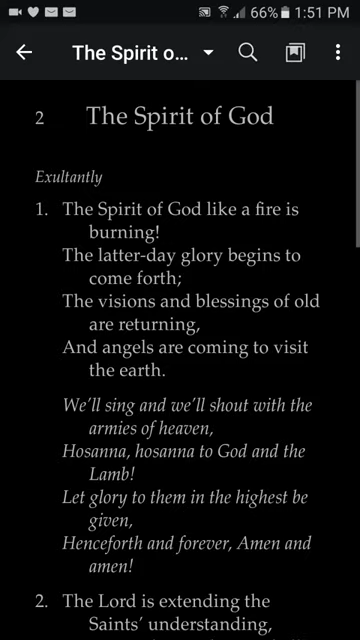 66% 1:51 PM
The Spirit o...
2 The Spirit of God
Exultantly
1. The Spirit of God like a fire is
burning!
The latter-day glory begins to
come forth;
The visions and blessings of old
are returning,
And angels are coming to visit
the earth.
We'll sing and we'll shout with the
armies of heaven,
Hosanna, hosanna to God and the
Lamb!
Let glory to them in the highest be
given,
Henceforth and forever, Amen and
amen!
2. The Lord is extending the
Saints' understanding,